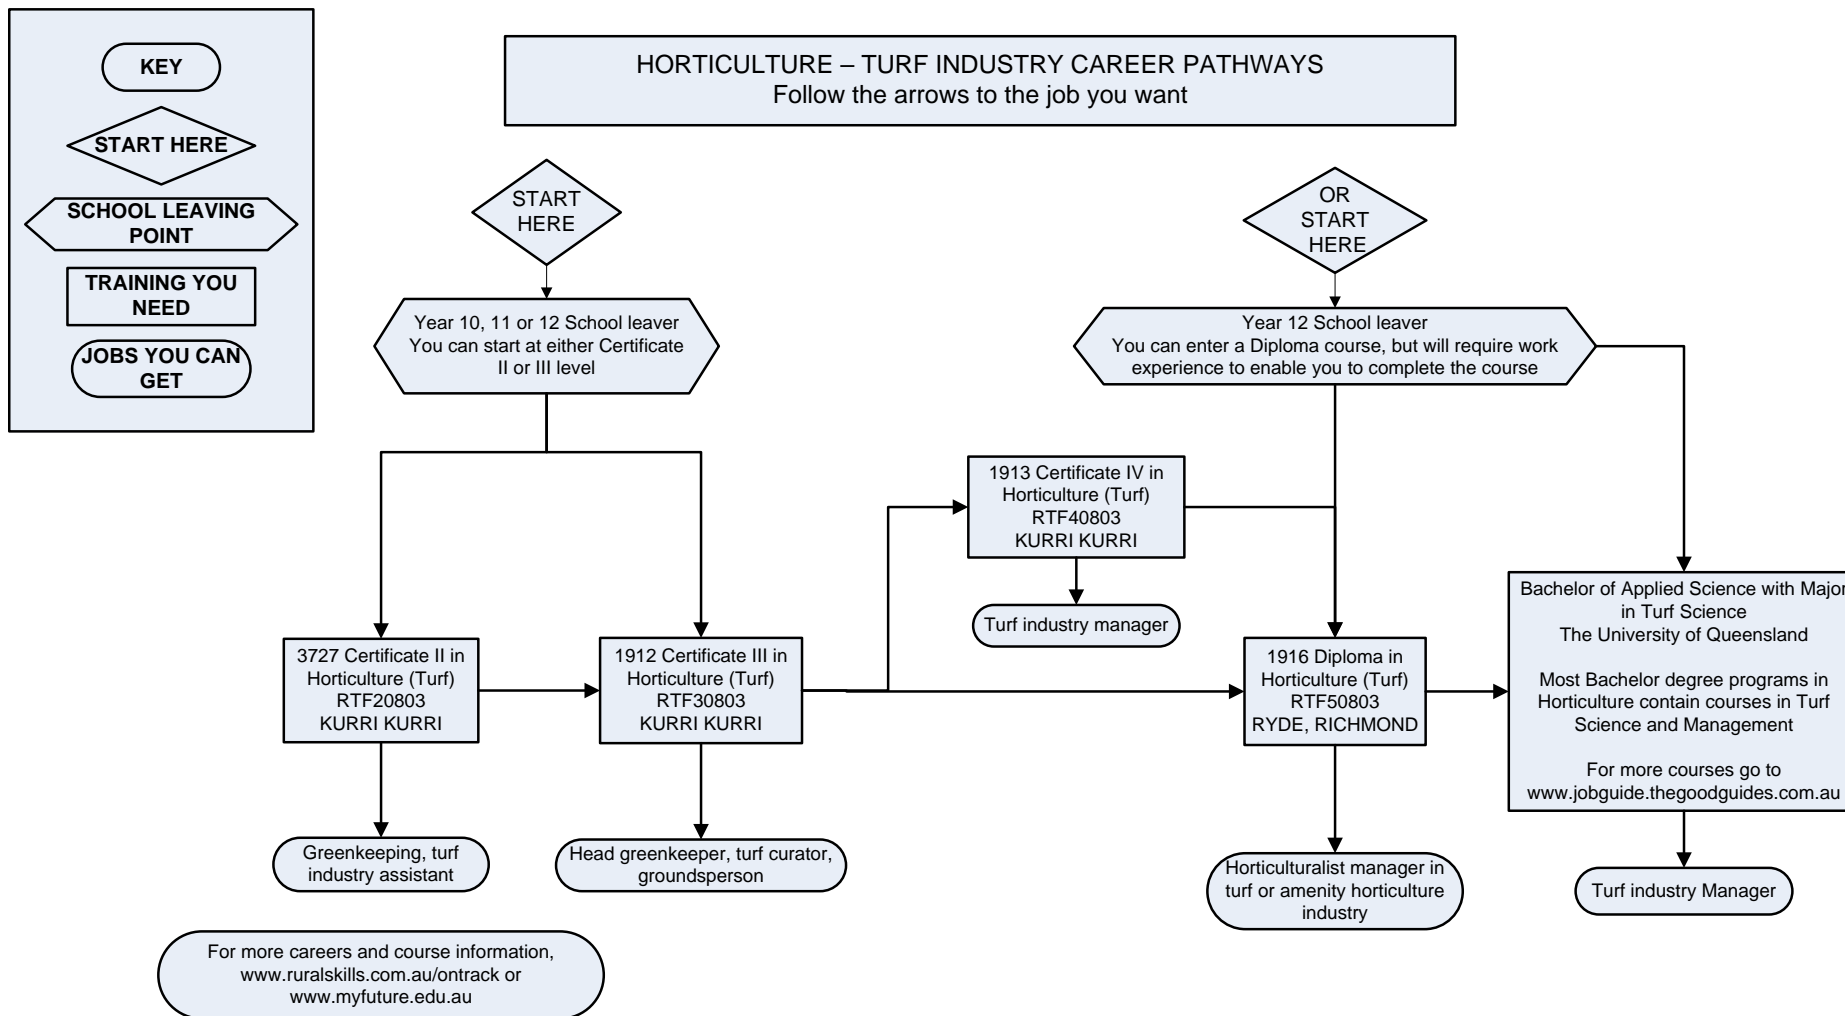 KEY
START HERE
SCHOOL LEAVING
POINT
TRAINING YOU
NEED
JOBS YOU CAN
GET
HORTICULTURE – TURF INDUSTRY CAREER PATHWAYS
Follow the arrows to the job you want
START
HERE
OR
START
HERE
Year 10, 11 or 12 School leaver
You can start at either Certificate
II or III level
Year 12 School leaver
You can enter a Diploma course, but will require work
experience to enable you to complete the course
1913 Certificate IV in
Horticulture (Turf)
RTF40803
KURRI KURRI
Turf industry manager
3727 Certificate II in
Horticulture (Turf)
RTF20803
KURRI KURRI
1912 Certificate III in
Horticulture (Turf)
RTF30803
KURRI KURRI
1916 Diploma in
Horticulture (Turf)
RTF50803
RYDE, RICHMOND
Bachelor of Applied Science with Major
in Turf Science
The University of Queensland
Most Bachelor degree programs in
Horticulture contain courses in Turf
Science and Management
For more courses go to
www.jobguide.thegoodguides.com.au
Greenkeeping, turf
industry assistant
Head greenkeeper, turf curator,
groundsperson
Horticulturalist manager in
turf or amenity horticulture
industry
Turf industry Manager
For more careers and course information,
www.ruralskills.com.au/ontrack or
www.myfuture.edu.au